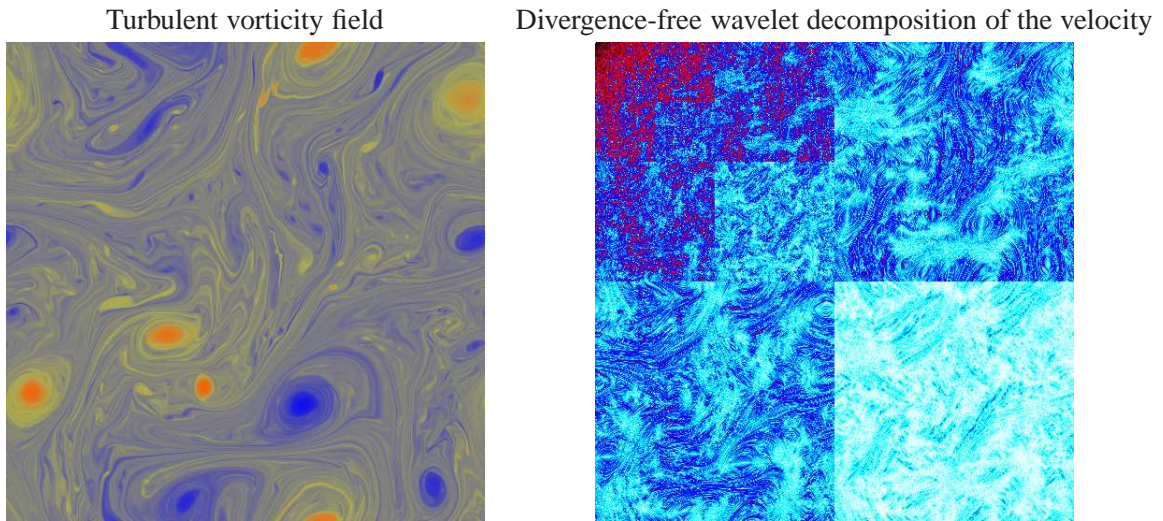 Turbulent vorticity field
Divergence-free wavelet decomposition of the velocity